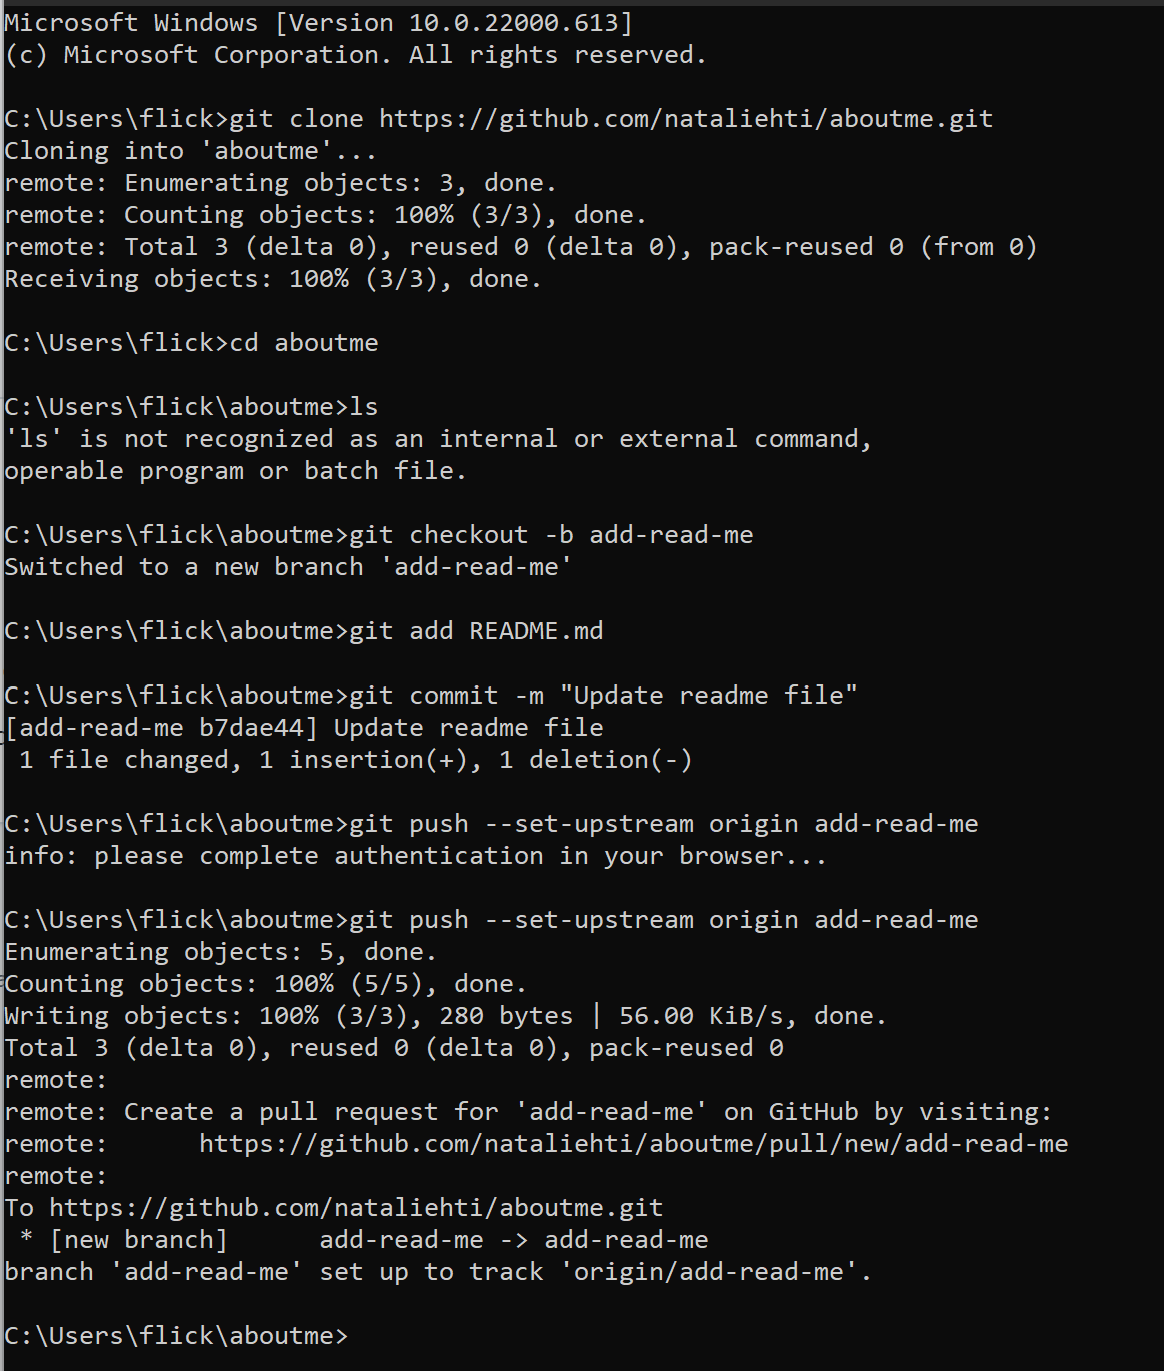 Microsoft Windows [Version 10.0.22000.613]
(c) Microsoft Corporation. All rights reserved.

C:\Users\flick>git clone https://github.com/nataliehti/aboutme.git
Cloning into 'aboutme'...
remote: Enumerating objects: 3, done.
remote: Counting objects: 100% (3/3), done.
remote: Total 3 (delta 0), reused 0 (delta 0), pack-reused 0 (from 0)
Receiving objects: 100% (3/3), done.

C:\Users\flick>cd aboutme

C:\Users\flick\aboutme>ls
'ls' is not recognized as an internal or external command,
operable program or batch file.

C:\Users\flick\aboutme>git checkout -b add-read-me
Switched to a new branch 'add-read-me'

C:\Users\flick\aboutme>git add README.md

C:\Users\flick\aboutme>git commit -m "Update readme file"
[add-read-me b7dae44] Update readme file
 1 file changed, 1 insertion(+), 1 deletion(-)

C:\Users\flick\aboutme>git push --set-upstream origin add-read-me
info: please complete authentication in your browser...

C:\Users\flick\aboutme>git push --set-upstream origin add-read-me
Enumerating objects: 5, done.
Counting objects: 100% (5/5), done.
Writing objects: 100% (3/3), 280 bytes | 56.00 KiB/s, done.
Total 3 (delta 0), reused 0 (delta 0), pack-reused 0
remote:
remote: Create a pull request for 'add-read-me' on GitHub by visiting:
remote:      https://github.com/nataliehti/aboutme/pull/new/add-read-me
remote:
To https://github.com/nataliehti/aboutme.git
 * [new branch]      add-read-me -> add-read-me
branch 'add-read-me' set up to track 'origin/add-read-me'.

C:\Users\flick\aboutme>